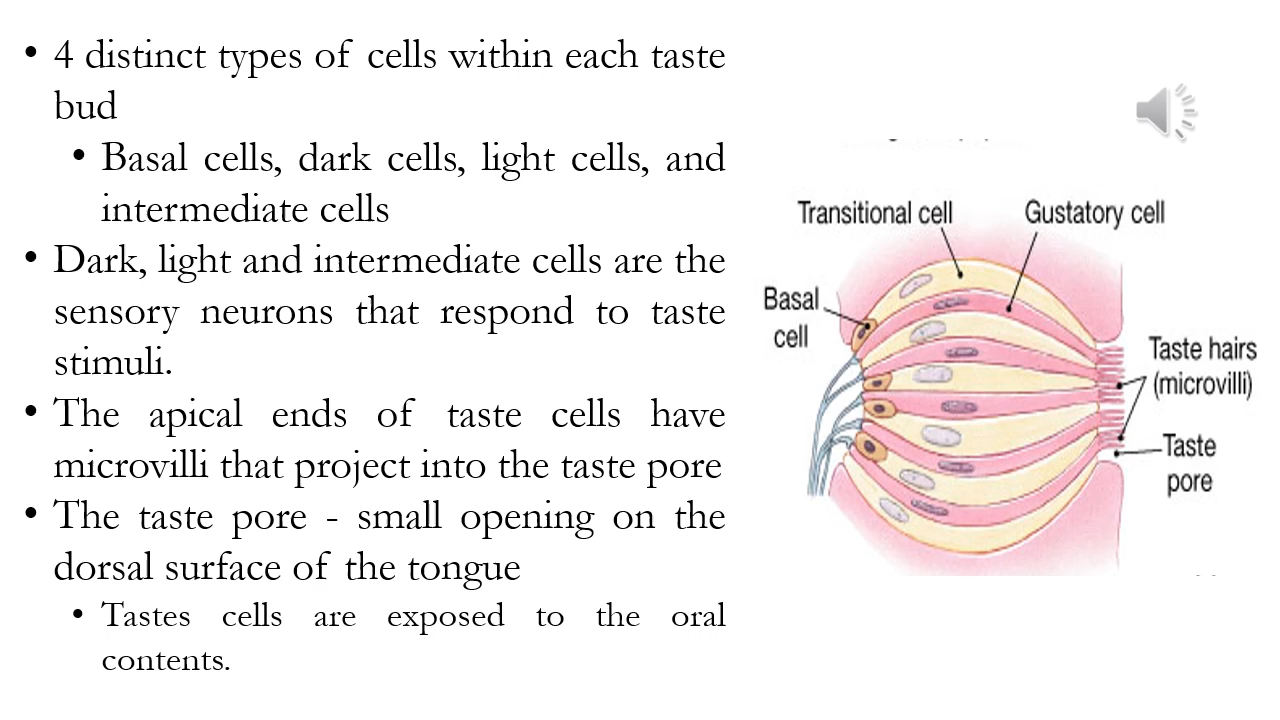 • 4 distinct types of cells within each taste
bud
• Basal cells, dark cells, light cells, and
intermediate cells
• Dark, light and intermediate cells are the
sensory neurons that respond to taste
stimuli.
• The apical ends of taste cells have
microvilli that project into the taste pore
• The taste pore - small opening on the
dorsal surface of the tongue
• Tastes cells are exposed to the oral
contents.
Transitional cell
Gustatory cell
Basal
cell
Taste hairs
(microvilli)
Taste
pore